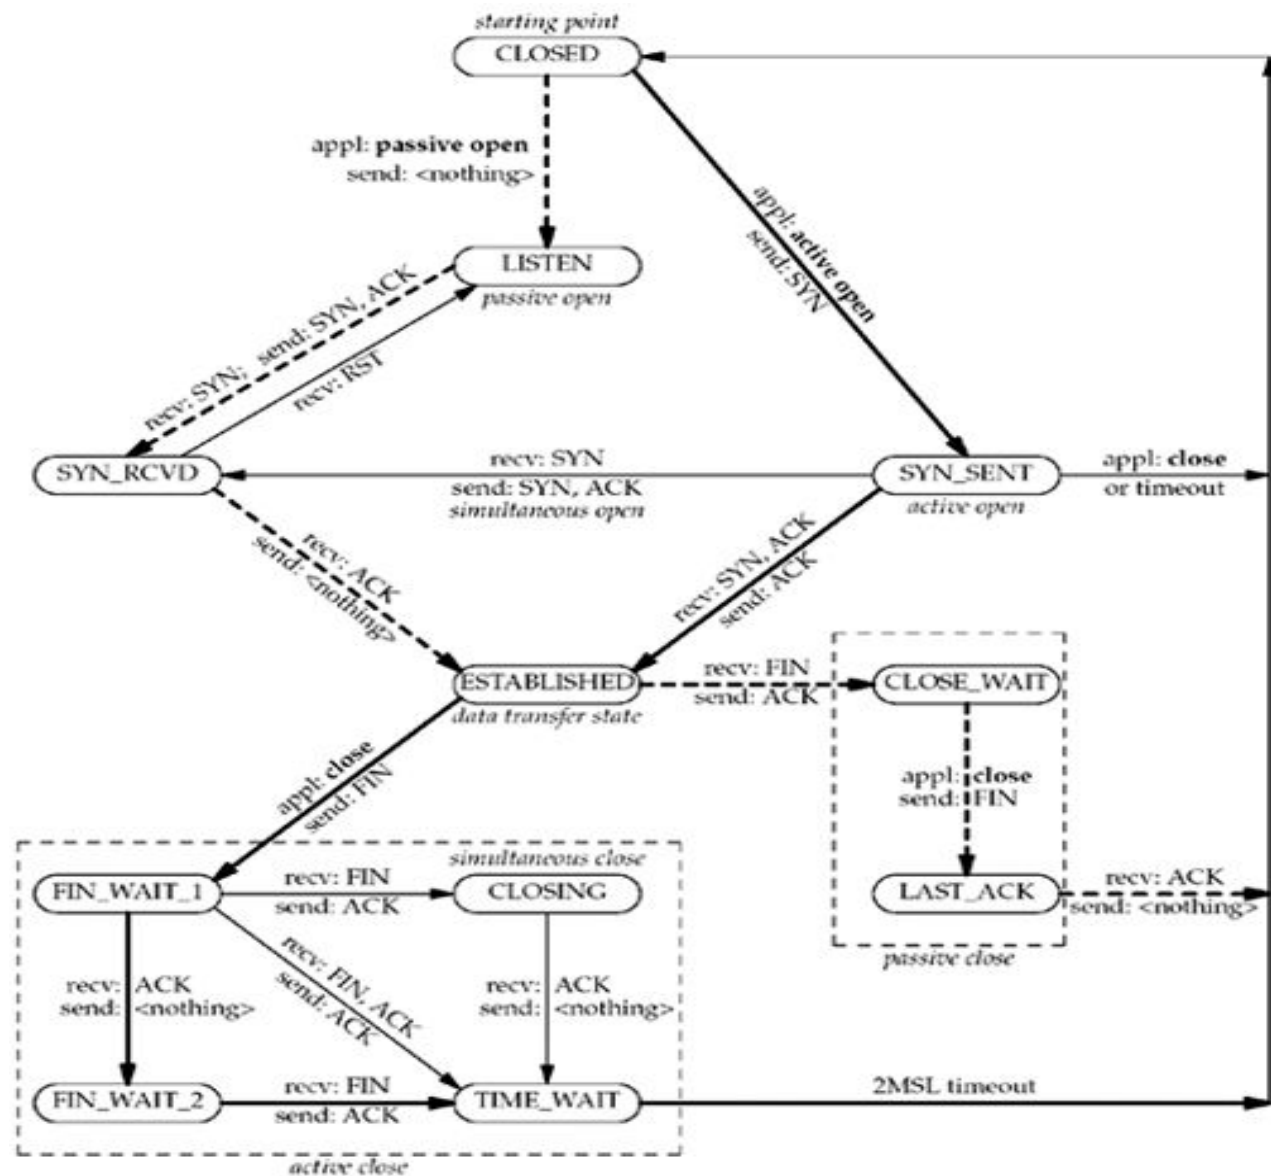 starting point
CLOSED
appl: passive open
send: <nothing>
appl: active open
send: SYN
LISTEN
passive open
recv: SYN; send: SYN, ACK
recv: RST
SYN_RCVD
recv: SYN
send: SYN, ACK
simultaneous open
SYN_SENT
active open
appl: close
or timeout
recv: ACK
send: <nothing>
recv: SYN, ACK
send: ACK
ESTABLISHED
data transfer state
recv: FIN
send: ACK
CLOSE_WAIT
appl: close
send: FIN
appl: close
send: FIN
simultaneous close
FIN_WAIT_1
recv: FIN
send: ACK
CLOSING
LAST_ACK
recv: ACK
send: <nothing>
passive close
recv: ACK
send: <nothing>
recv: FIN, ACK
send: ACK
recv: ACK
send: <nothing>
FIN_WAIT_2
recv: FIN
send: ACK
TIME_WAIT
2MSL timeout
active close